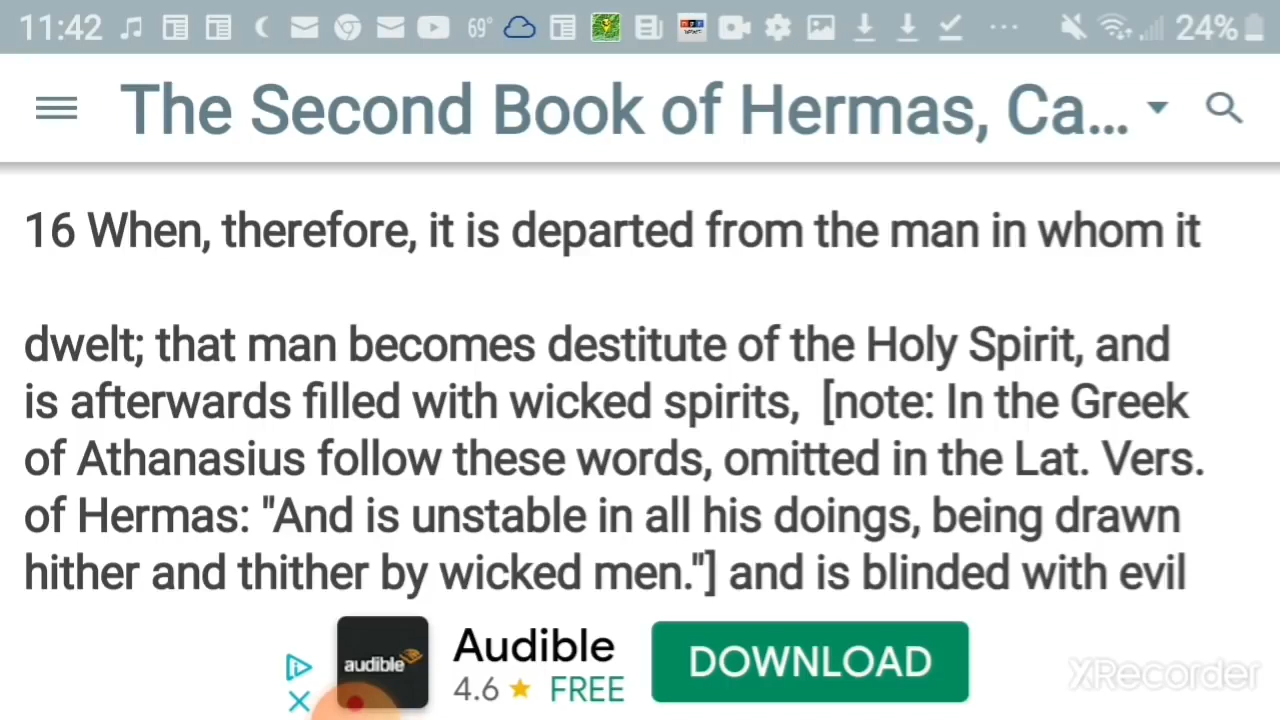 11:42 69° 24%
The Second Book of Hermas, Ca...
16 When, therefore, it is departed from the man in whom it
dwelt; that man becomes destitute of the Holy Spirit, and
is afterwards filled with wicked spirits, [note: In the Greek
of Athanasius follow these words, omitted in the Lat. Vers.
of Hermas: "And is unstable in all his doings, being drawn
hither and thither by wicked men."] and is blinded with evil
audible
Audible
4.6 ★ FREE
DOWNLOAD
XRecorder